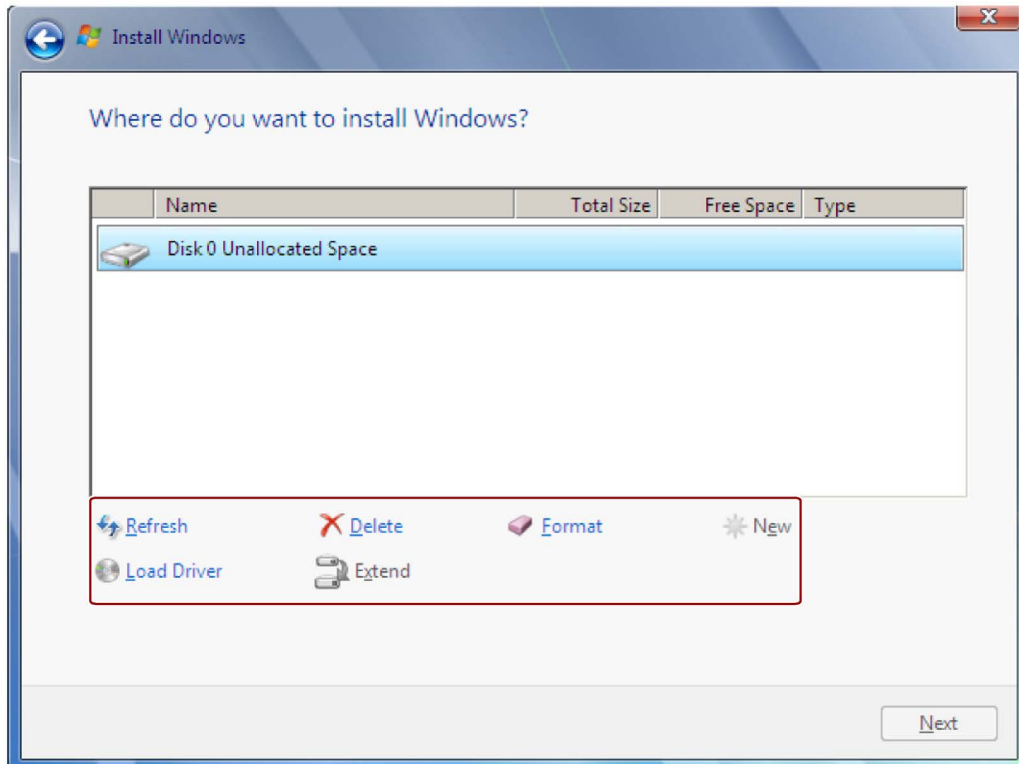 Install Windows
Where do you want to install Windows?
Name Total Size Free Space Type
Disk 0 Unallocated Space
Refresh Delete Format New
Load Driver Extend
Next